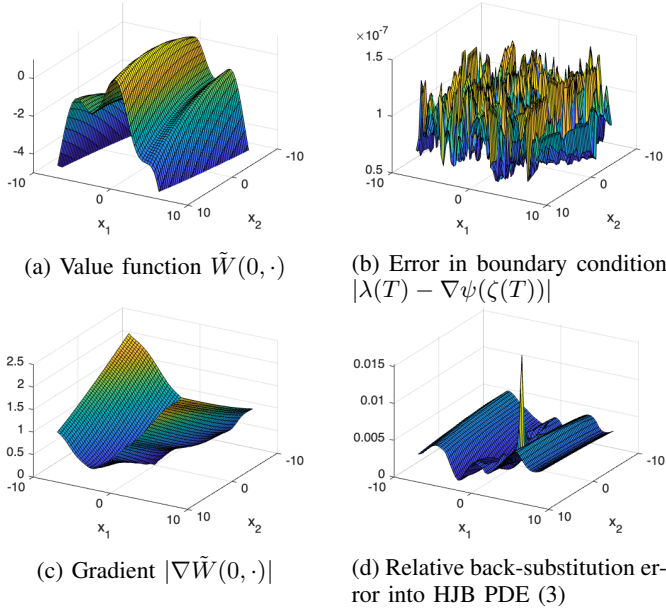 ×10⁻⁷
0
-2
-4
-10
0
10
x₁
10
0
-10
x₂
1.5
1
0.5
-10
0
10
x₁
10
0
-10
x₂
(a) Value function W̃(0, ·)
(b) Error in boundary condition
|λ(T) − ∇ψ(ζ(T))|
2.5
2
1.5
1
0.5
0
-10
0
10
x₁
10
0
-10
x₂
0.015
0.01
0.005
0
-10
0
10
x₁
10
0
-10
x₂
(c) Gradient |∇W̃(0, ·)|
(d) Relative back-substitution er-
ror into HJB PDE (3)